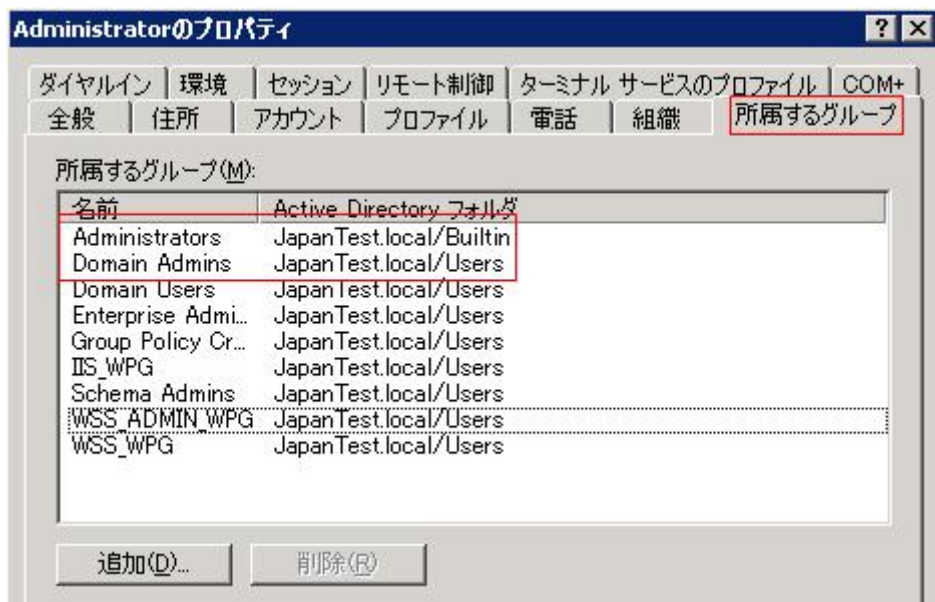 Administratorのプロパティ
ダイヤルイン 環境 セッション リモート制御 ターミナル サービスのプロファイル COM+
全般 住所 アカウント プロファイル 電話 組織 所属するグループ
所属するグループ(M):
名前 Active Directory フォルダ
Administrators JapanTest.local/Builtin
Domain Admins JapanTest.local/Users
Domain Users JapanTest.local/Users
Enterprise Admi... JapanTest.local/Users
Group Policy Cr... JapanTest.local/Users
IIS_WPG JapanTest.local/Users
Schema Admins JapanTest.local/Users
WSS_ADMIN_WPG JapanTest.local/Users
WSS_WPG JapanTest.local/Users
追加(D)... 削除(R)